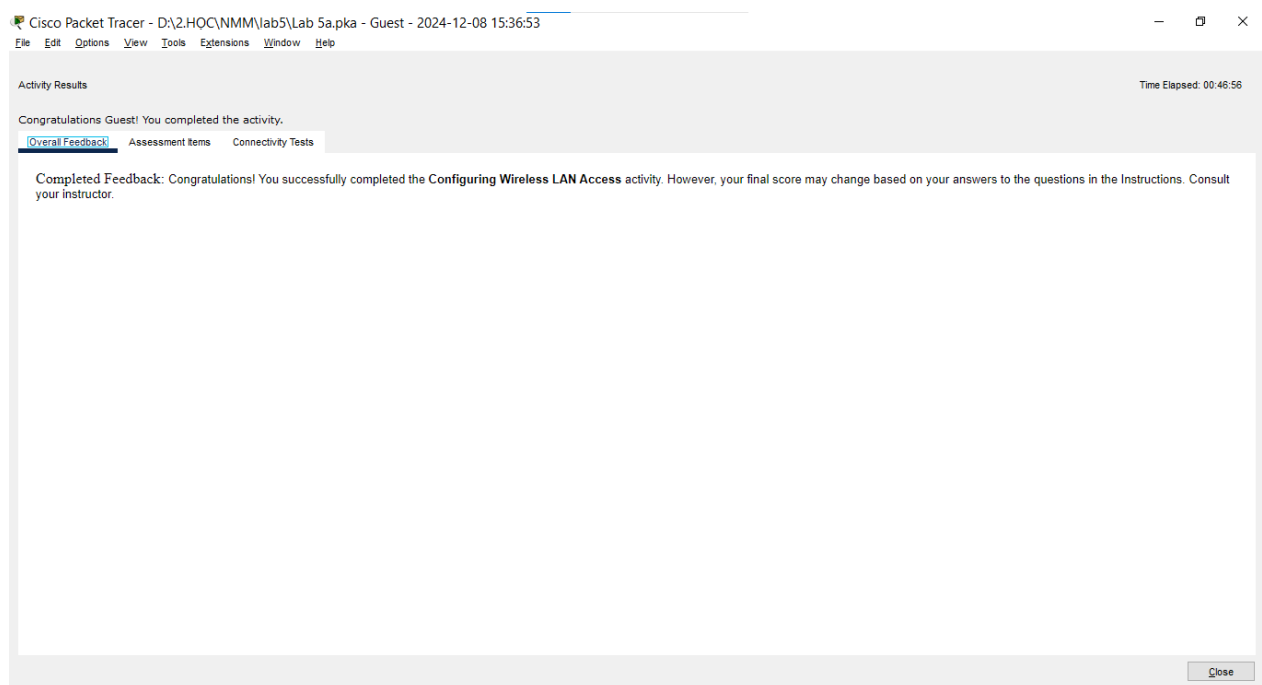 Cisco Packet Tracer - D:\2.HỌC\NMM\lab5\Lab 5a.pka - Guest - 2024-12-08 15:36:53
File Edit Options View Tools Extensions Window Help
Activity Results
Time Elapsed: 00:46:56
Congratulations Guest! You completed the activity.
Overall Feedback Assessment Items Connectivity Tests
Completed Feedback: Congratulations! You successfully completed the Configuring Wireless LAN Access activity. However, your final score may change based on your answers to the questions in the Instructions. Consult
your instructor.
Close